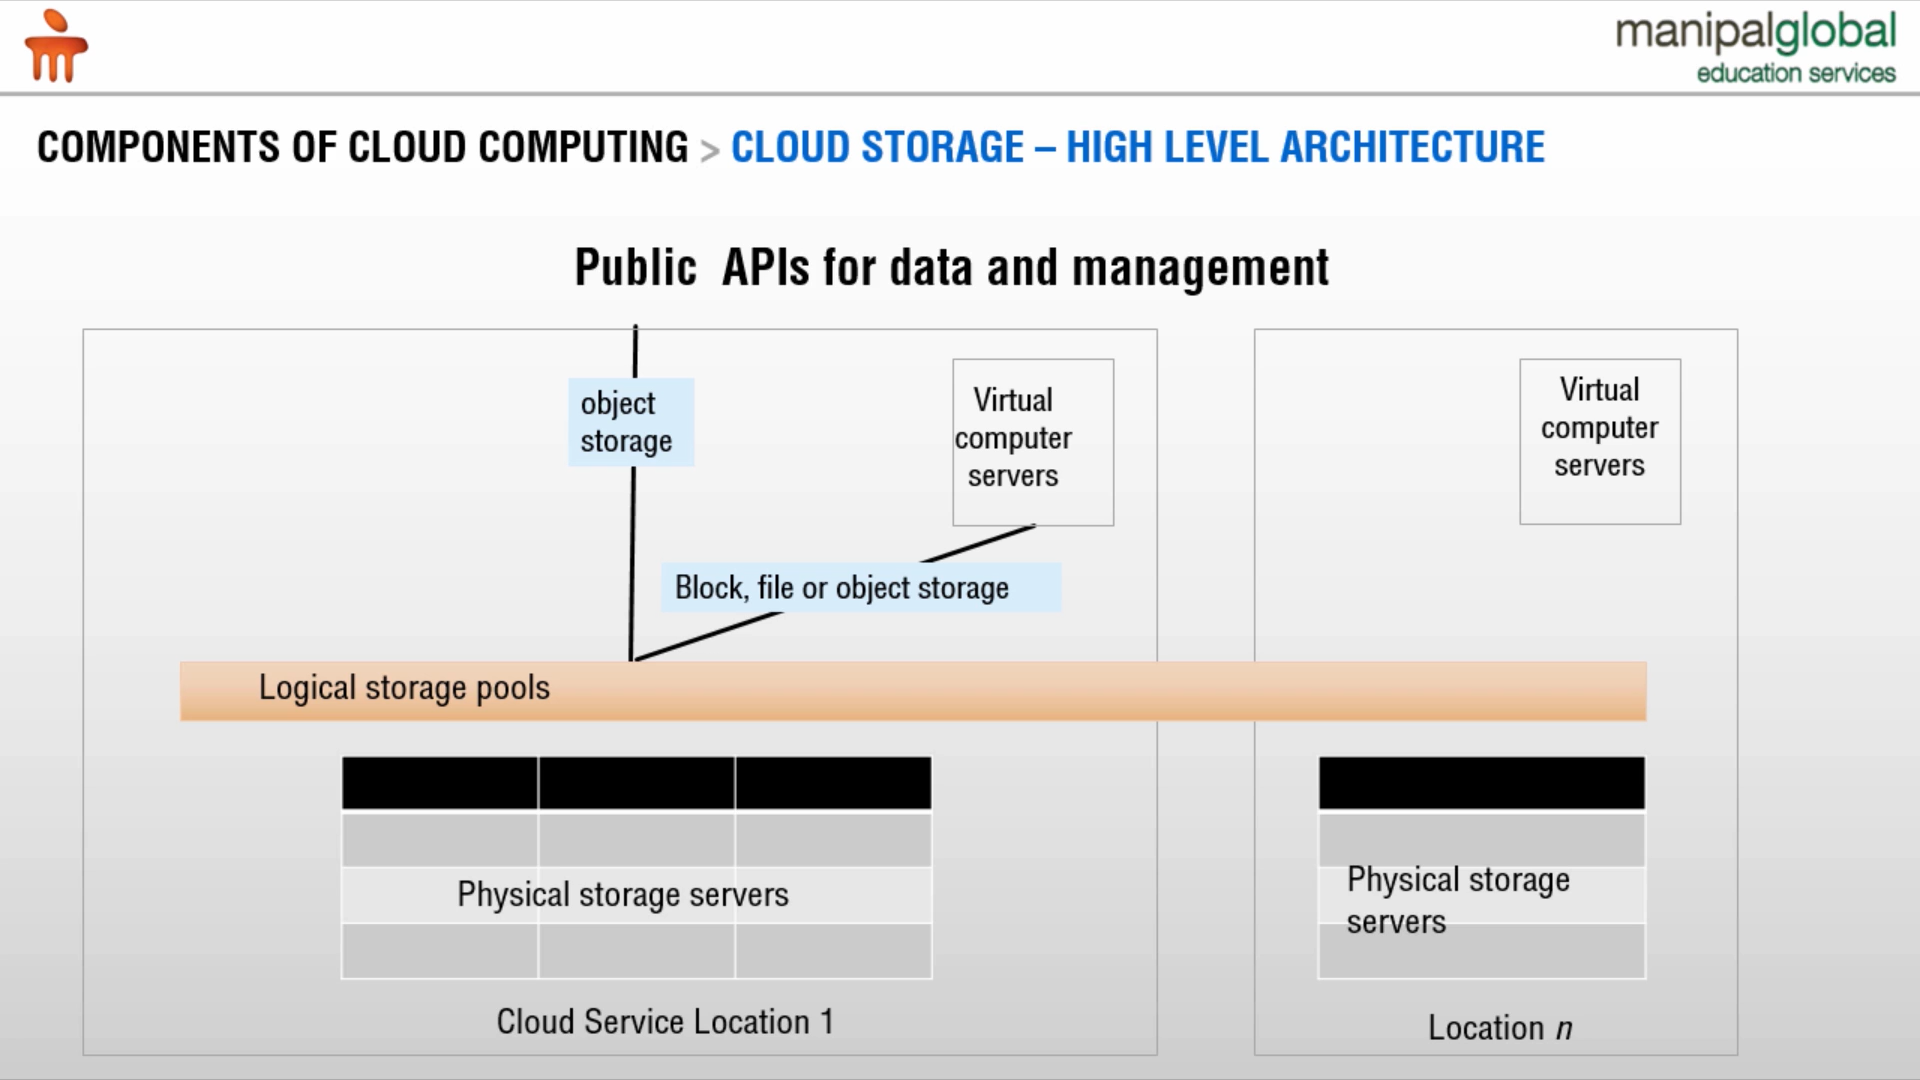 manipalglobal
education services
COMPONENTS OF CLOUD COMPUTING > CLOUD STORAGE – HIGH LEVEL ARCHITECTURE
Public APIs for data and management
object
storage
Virtual
computer
servers
Virtual
computer
servers
Block, file or object storage
Logical storage pools
Physical storage servers
Physical storage
servers
Cloud Service Location 1
Location n